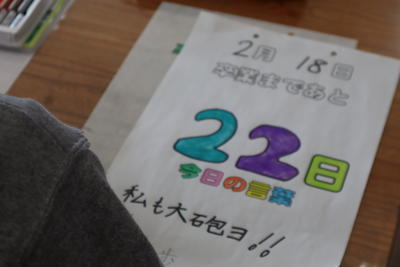 2月 18日
卒業まであと
22日
今日の言葉
私も大砲ヨ!!
歩